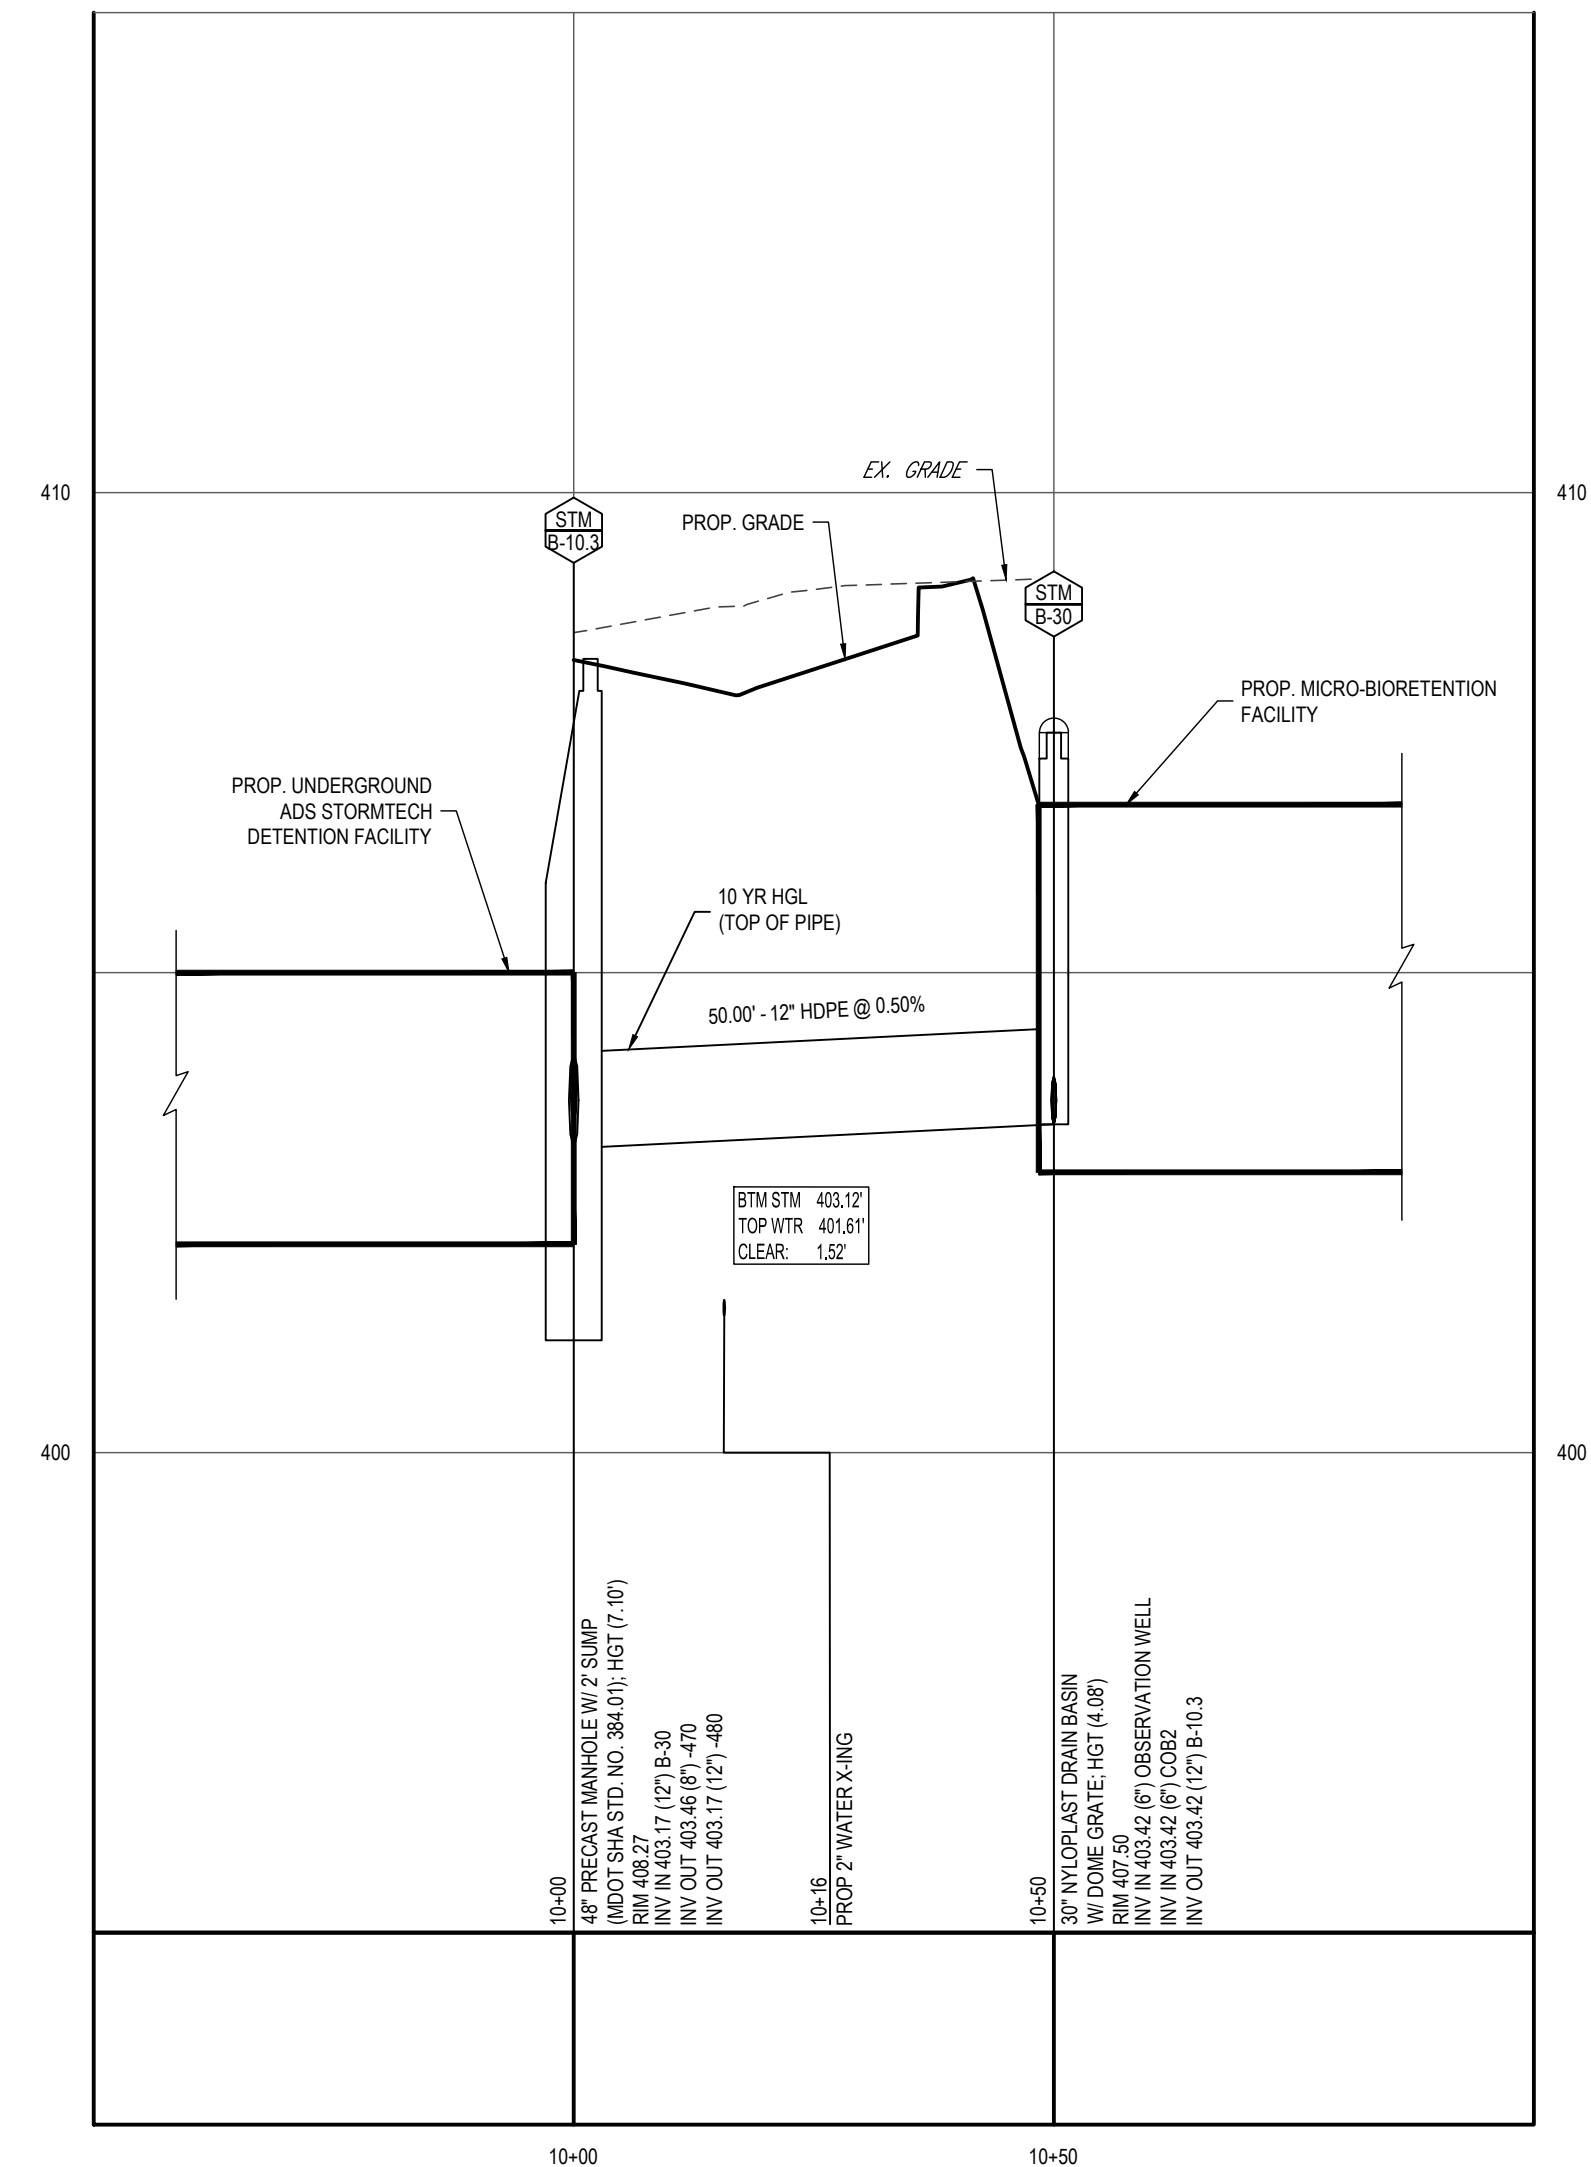 EX. GRADE
410
410
STM
B-10.3
PROP. GRADE
STM
B-30
PROP. MICRO-BIORETENTION
FACILITY
PROP. UNDERGROUND
ADS STORMTECH
DETENTION FACILITY
10 YR HGL
(TOP OF PIPE)
50.00' - 12" HDPE @ 0.50%
BTM STM 403.12'
TOP WTR 401.61'
CLEAR: 1.52'
400
400
10+00
48" PRECAST MANHOLE W/ 2' SUMP
(MDOT SHA STD. NO. 384.01); HGT (7.10')
RIM 408.27
INV IN 403.17 (12") B-30
INV OUT 403.46 (8") -470
INV OUT 403.17 (12") -480
10+16
PROP 2" WATER X-ING
10+50
30" NYLOPLAST DRAIN BASIN
W/ DOME GRATE; HGT (4.08')
RIM 407.50
INV IN 403.42 (6") OBSERVATION WELL
INV IN 403.42 (6") COB2
INV OUT 403.42 (12") B-10.3
10+00
10+50